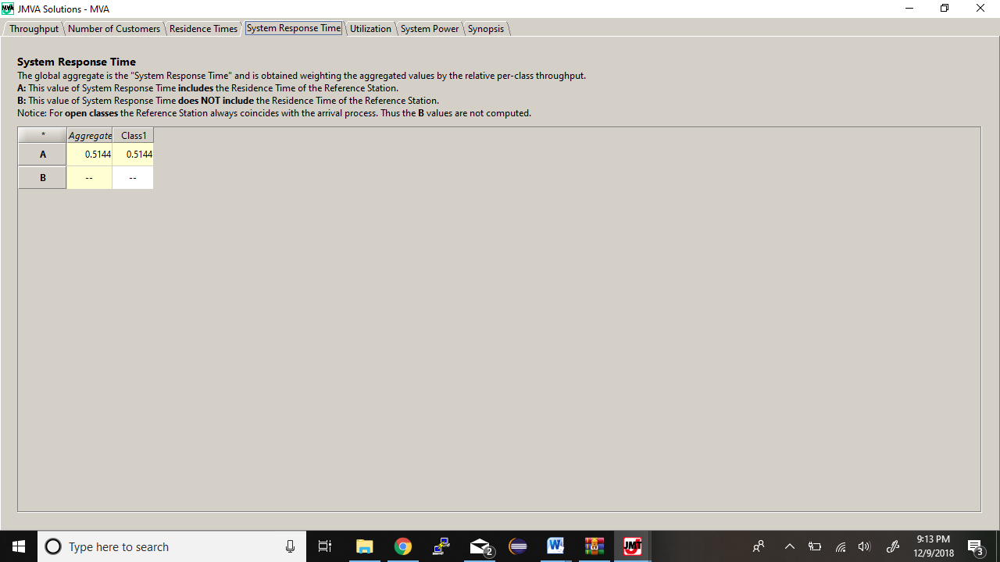 JMVA Solutions - MVA
Throughput Number of Customers Residence Times System Response Time Utilization System Power Synopsis
System Response Time
The global aggregate is the "System Response Time" and is obtained weighting the aggregated values by the relative per-class throughput.
A: This value of System Response Time includes the Residence Time of the Reference Station.
B: This value of System Response Time does NOT include the Residence Time of the Reference Station.
Notice: For open classes the Reference Station always coincides with the arrival process. Thus the B values are not computed.
* Aggregate Class1
A 0.5144 0.5144
B -- --
Type here to search
2
W
JMT
9:13 PM
12/9/2018
3